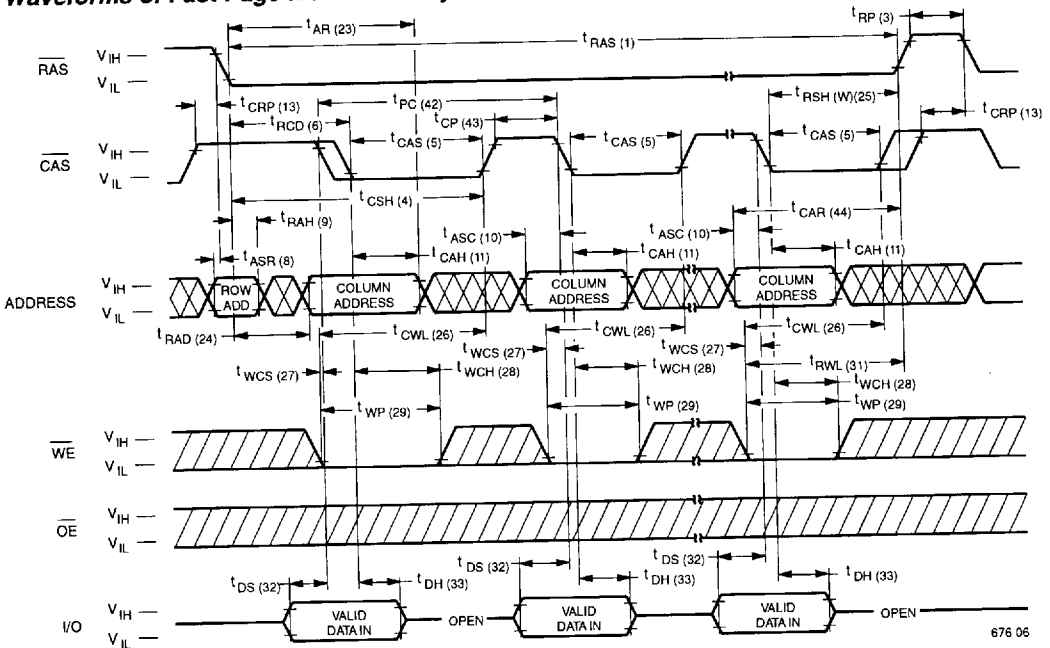 Waveforms of Fast Page
t AR (23)
t RP (3)
t RAS (1)
RAS
V IH
V IL
t CRP (13)
t PC (42)
t RSH (W)(25)
t RCD (6)
t CP (43)
t CRP (13)
t CAS (5)
t CAS (5)
t CAS (5)
CAS
V IH
V IL
t CSH (4)
t CAR (44)
t RAH (9)
t ASC (10)
t ASC (10)
t ASR (8)
t CAH (11)
t CAH (11)
t CAH (11)
ADDRESS
V IH
V IL
ROW ADD
COLUMN ADDRESS
COLUMN ADDRESS
COLUMN ADDRESS
t RAD (24)
t CWL (26)
t CWL (26)
t CWL (26)
t WCS (27)
t WCS (27)
t RWL (31)
t WCS (27)
t WCH (28)
t WCH (28)
t WCH (28)
t WP (29)
t WP (29)
t WP (29)
WE
V IH
V IL
OE
V IH
V IL
t DS (32)
t DS (32)
t DS (32)
t DH (33)
t DH (33)
t DH (33)
I/O
V IH
V IL
VALID DATA IN
OPEN
VALID DATA IN
VALID DATA IN
OPEN
676 06